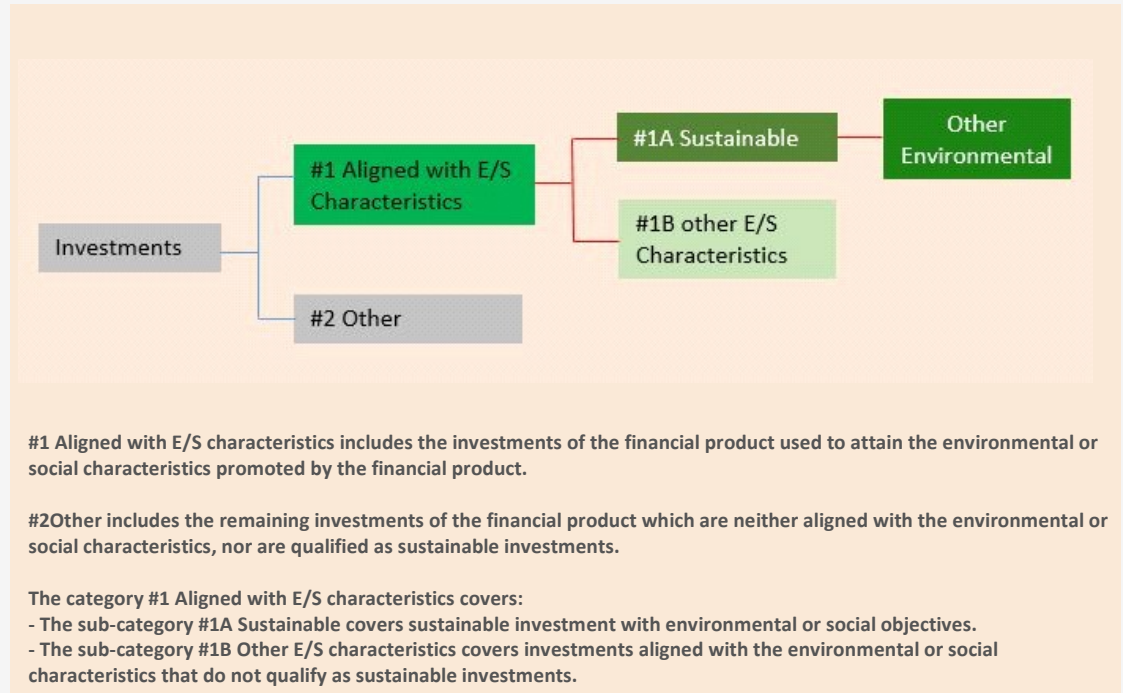 Investments
#1 Aligned with E/S
Characteristics
#2 Other
#1A Sustainable
#1B other E/S
Characteristics
Other
Environmental
#1 Aligned with E/S characteristics includes the investments of the financial product used to attain the environmental or
social characteristics promoted by the financial product.
#2Other includes the remaining investments of the financial product which are neither aligned with the environmental or
social characteristics, nor are qualified as sustainable investments.
The category #1 Aligned with E/S characteristics covers:
- The sub-category #1A Sustainable covers sustainable investment with environmental or social objectives.
- The sub-category #1B Other E/S characteristics covers investments aligned with the environmental or social
characteristics that do not qualify as sustainable investments.